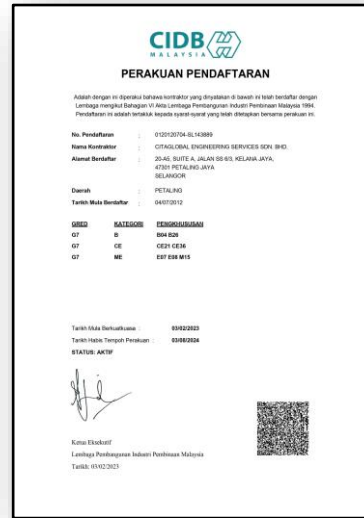 CIDB
MALAYSIA
PERAKUAN PENDAFTARAN
Adalah dengan ini diperakui bahawa kontraktor yang dinyatakan di bawah ini telah berdaftar dengan
Lembaga mengikut Bahagian VI Akta Lembaga Pembangunan Industri Pembinaan Malaysia 1994.
Pendaftaran ini adalah tertakluk kepada syarat-syarat yang telah ditetapkan bersama perakuan ini.
No. Pendaftaran : 0120120704-SL143889
Nama Kontraktor : CITAGLOBAL ENGINEERING SERVICES SDN. BHD.
Alamat Berdaftar : 20-4S, SUITE A, JALAN SS 6/3, KELANA JAYA,
47301 PETALING JAYA
SELANGOR
Daerah : PETALING
Tarikh Mula Berdaftar : 04/07/2012
GRED KATEGORI PENGKHUSUSAN
G7 B B04 B26
G7 CE CE21 CE36
G7 ME E07 E08 M15
Tarikh Mula Berkuatkuasa : 03/02/2023
Tarikh Habis Tempoh Perakuan : 03/08/2024
STATUS: AKTIF
Ketua Eksekutif
Lembaga Pembangunan Industri Pembinaan Malaysia
Tarikh: 03/02/2023